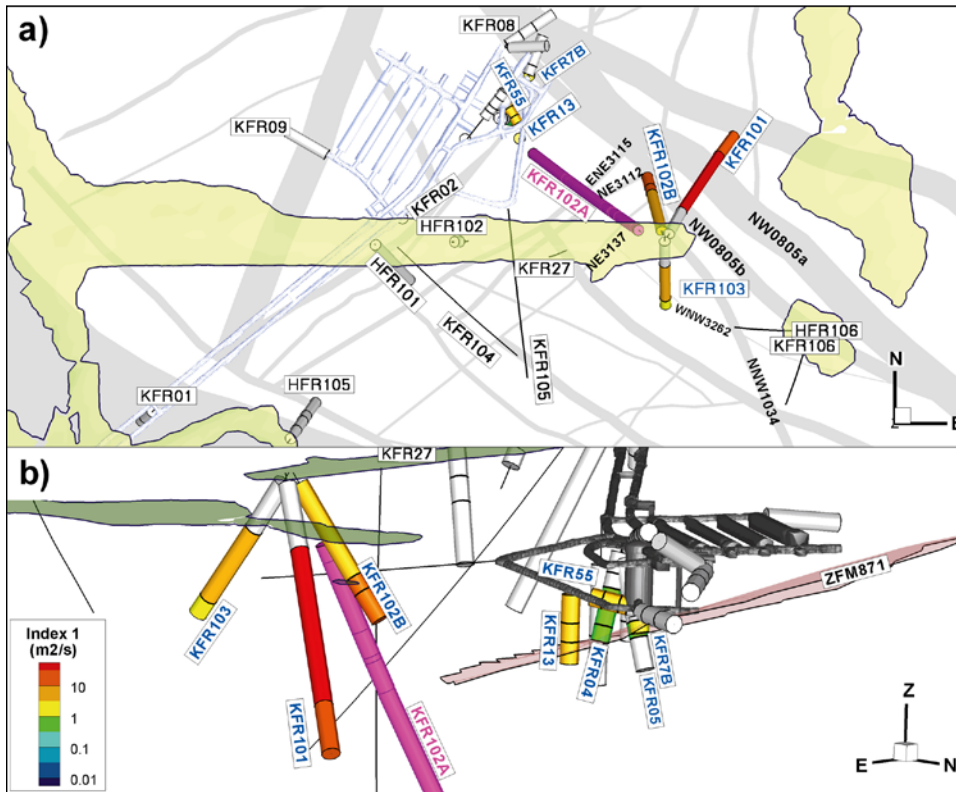 a)
KFR08
KFR7B
KFR55
KFR13
KFR09
KFR101
KFR102B
ENE3115
NE3112
KFR102A
KFR02
HFR102
NW0805a
NW0805b
KFR27
NE3137
HFR101
KFR103
KFR104
WNW3262
HFR106
KFR106
KFR105
NNW1034
HFR105
KFR01
N
E
Z
b)
KFR27
ZFM871
KFR55
KFR102B
KFR103
KFR13
KFR04
KFR7B
KFR05
KFR101
KFR102A
Index 1
(m2/s)
10
1
0.1
0.01
Z
E
N